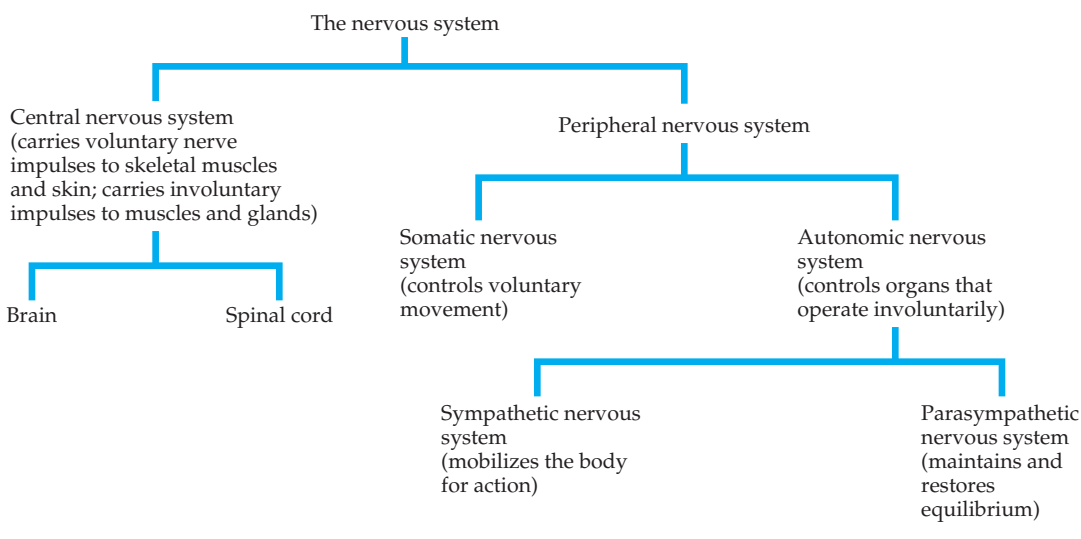 The nervous system
Central nervous system
(carries voluntary nerve
impulses to skeletal muscles
and skin; carries involuntary
impulses to muscles and glands)
Peripheral nervous system
Somatic nervous
system
(controls voluntary
movement)
Autonomic nervous
system
(controls organs that
operate involuntarily)
Brain
Spinal cord
Sympathetic nervous
system
(mobilizes the body
for action)
Parasympathetic
nervous system
(maintains and
restores
equilibrium)